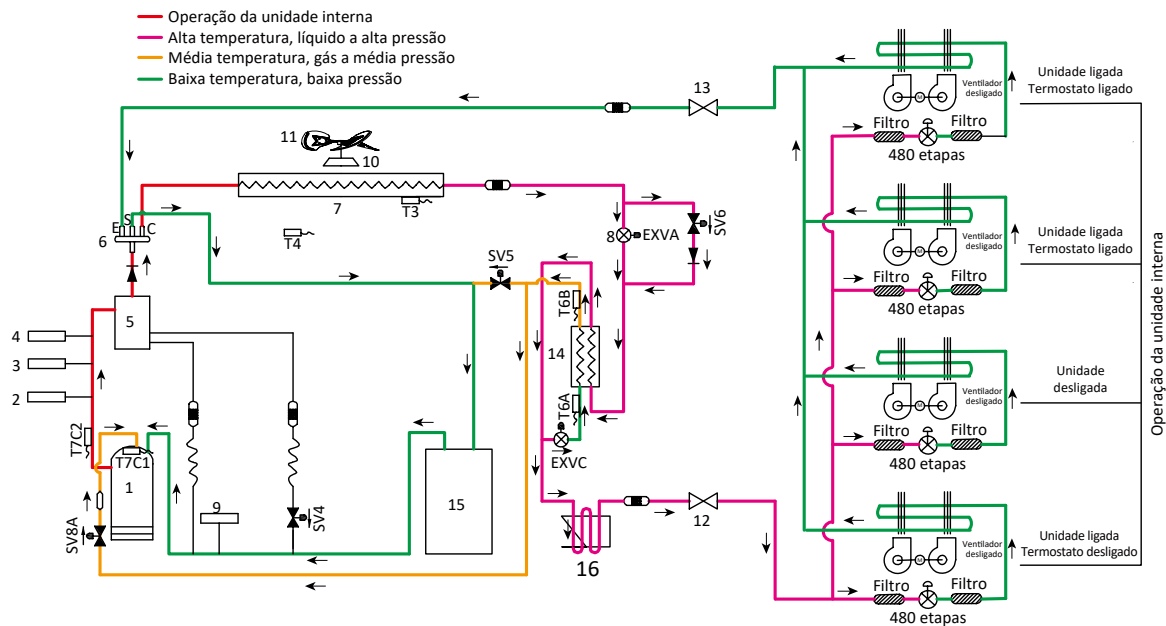 Operação da unidade interna
Alta temperatura, líquido a alta pressão
Média temperatura, gás a média pressão
Baixa temperatura, baixa pressão
13
11
10
7
T3
T4
E
S
C
6
5
4
3
2
T7C2
T7C1
1
SV8A
9
SV4
15
SV5
8
EXVA
SV6
T6B
14
T6A
EXVC
16
12
Ventilador
desligado
M
Filtro
Filtro
480 etapas
Unidade ligada
Termostato ligado
Ventilador
desligado
M
Filtro
Filtro
480 etapas
Unidade ligada
Termostato ligado
Ventilador
desligado
M
Filtro
Filtro
480 etapas
Unidade
desligada
Ventilador
desligado
M
Filtro
Filtro
480 etapas
Unidade ligada
Termostato desligado
Operação da unidade interna